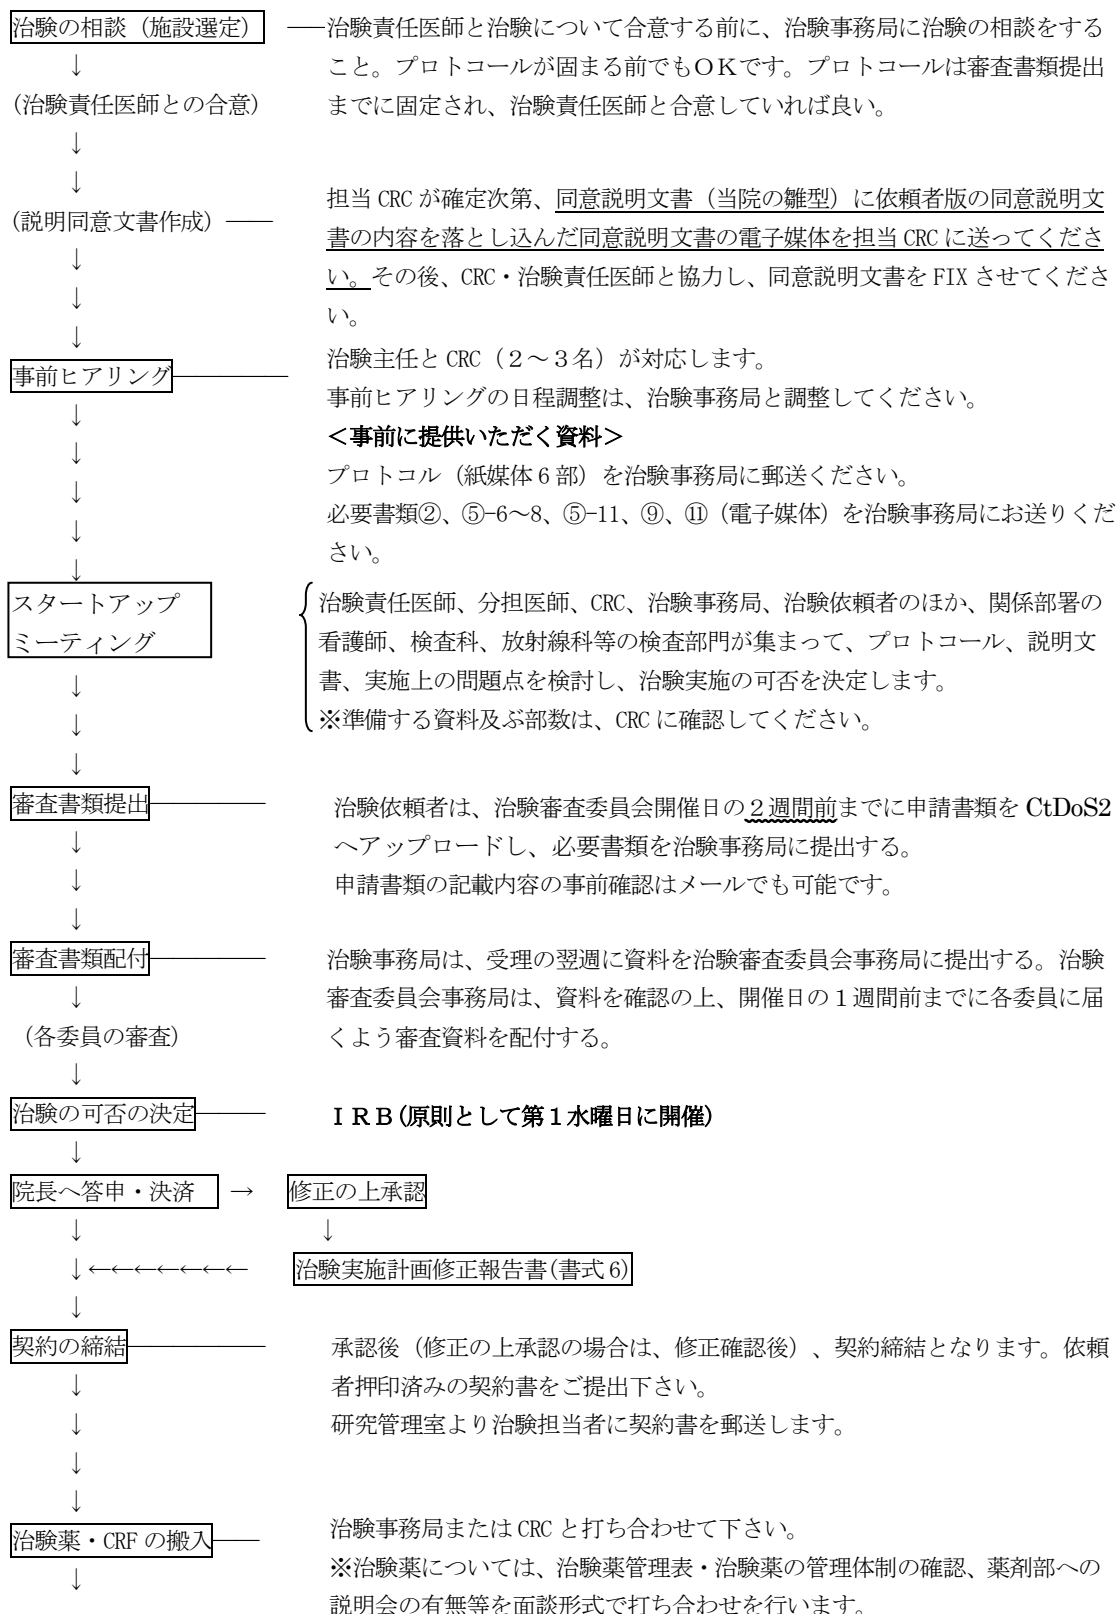 治験の相談（施設選定）　――治験責任医師と治験について合意する前に、治験事務局に治験の相談をする
↓　こと。プロトコールが固まる前でもＯＫです。プロトコールは審査書類提出
(治験責任医師との合意)　までに固定され、治験責任医師と合意していれば良い。
↓
↓
担当 CRC が確定次第、同意説明文書（当院の雛型）に依頼者版の同意説明文
(説明同意文書作成) ――　書の内容を落とし込んだ同意説明文書の電子媒体を担当 CRC に送ってくださ
↓　い。その後、CRC・治験責任医師と協力し、同意説明文書を FIX させてくださ
↓　い。
↓
治験主任と CRC（２～３名）が対応します。
事前ヒアリング――――
↓　事前ヒアリングの日程調整は、治験事務局と調整してください。
↓　＜事前に提供いただく資料＞
↓　プロトコル（紙媒体 6 部）を治験事務局に郵送ください。
↓　必要書類②、⑤-6～8、⑤-11、⑨、⑪（電子媒体）を治験事務局にお送りくだ
↓　さい。
スタートアップ　治験責任医師、分担医師、CRC、治験事務局、治験依頼者のほか、関係部署の
ミーティング　看護師、検査科、放射線科等の検査部門が集まって、プロトコール、説明文
↓　書、実施上の問題点を検討し、治験実施の可否を決定します。
↓　※準備する資料及ぶ部数は、CRC に確認してください。
↓
審査書類提出――――　治験依頼者は、治験審査委員会開催日の２週間前までに申請書類を CtDoS2
↓　へアップロードし、必要書類を治験事務局に提出する。
↓　申請書類の記載内容の事前確認はメールでも可能です。
↓
審査書類配付――――　治験事務局は、受理の翌週に資料を治験審査委員会事務局に提出する。治験
↓　審査委員会事務局は、資料を確認の上、開催日の１週間前までに各委員に届
(各委員の審査)　くよう審査資料を配付する。
↓
治験の可否の決定――　ＩＲＢ(原則として第１水曜日に開催)
↓
院長へ答申・決済　→　修正の上承認
↓　↓
↓←←←←←←←　治験実施計画修正報告書(書式 6)
↓
契約の締結――――　承認後（修正の上承認の場合は、修正確認後）、契約締結となります。依頼
↓　者押印済みの契約書をご提出下さい。
↓　研究管理室より治験担当者に契約書を郵送します。
↓
↓
治験薬・CRF の搬入――　治験事務局または CRC と打ち合わせて下さい。
↓　※治験薬については、治験薬管理表・治験薬の管理体制の確認、薬剤部への
説明会の有無等を面談形式で打ち合わせを行います。